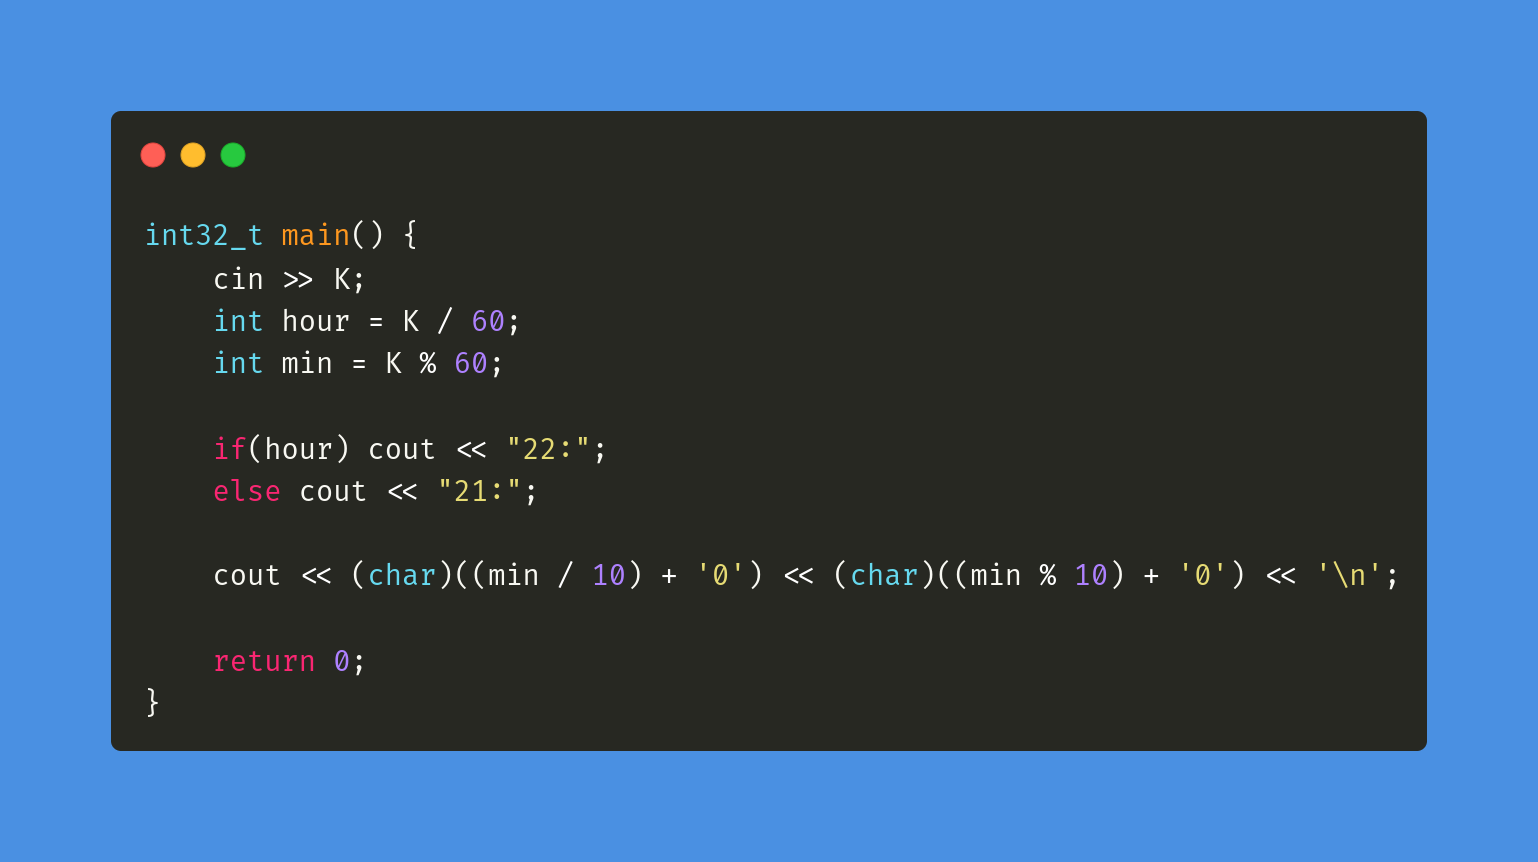 int32_t main() {
    cin >> K;
    int hour = K / 60;
    int min = K % 60;

    if(hour) cout << "22:";
    else cout << "21:";

    cout << (char)((min / 10) + '0') << (char)((min % 10) + '0') << '\n';

    return 0;
}